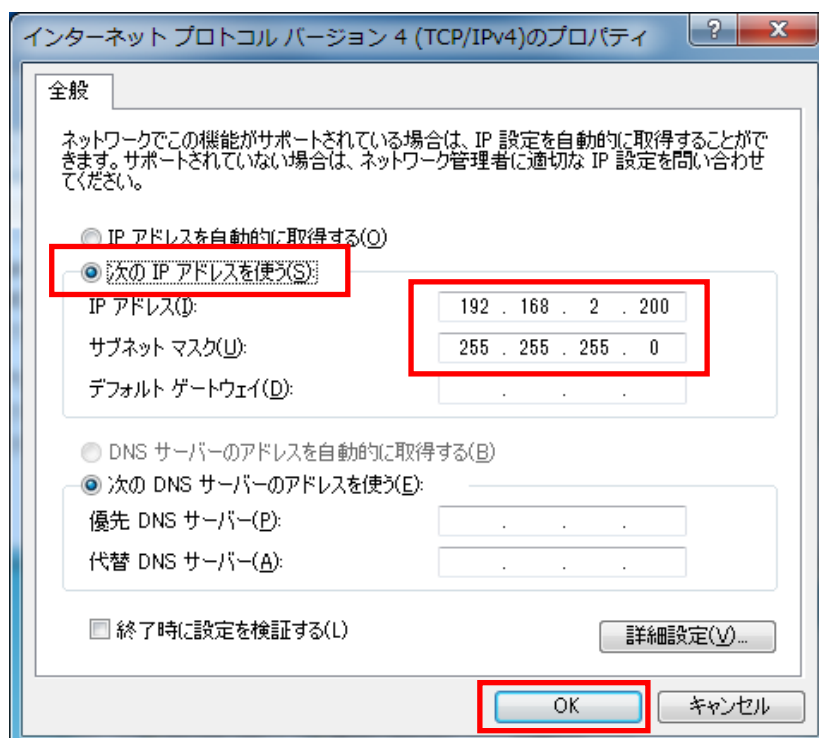 インターネット プロトコル バージョン 4 (TCP/IPv4)のプロパティ
全般
ネットワークでこの機能がサポートされている場合は、IP 設定を自動的に取得することがで
きます。サポートされていない場合は、ネットワーク管理者に適切な IP 設定を問い合わせ
てください。
IP アドレスを自動的に取得する(O)
次の IP アドレスを使う(S):
IP アドレス(I): 192 . 168 . 2 . 200
サブネット マスク(U): 255 . 255 . 255 . 0
デフォルト ゲートウェイ(D): . . .
DNS サーバーのアドレスを自動的に取得する(B)
次の DNS サーバーのアドレスを使う(E):
優先 DNS サーバー(P): . . .
代替 DNS サーバー(A): . . .
終了時に設定を検証する(L)
詳細設定(V)...
OK キャンセル